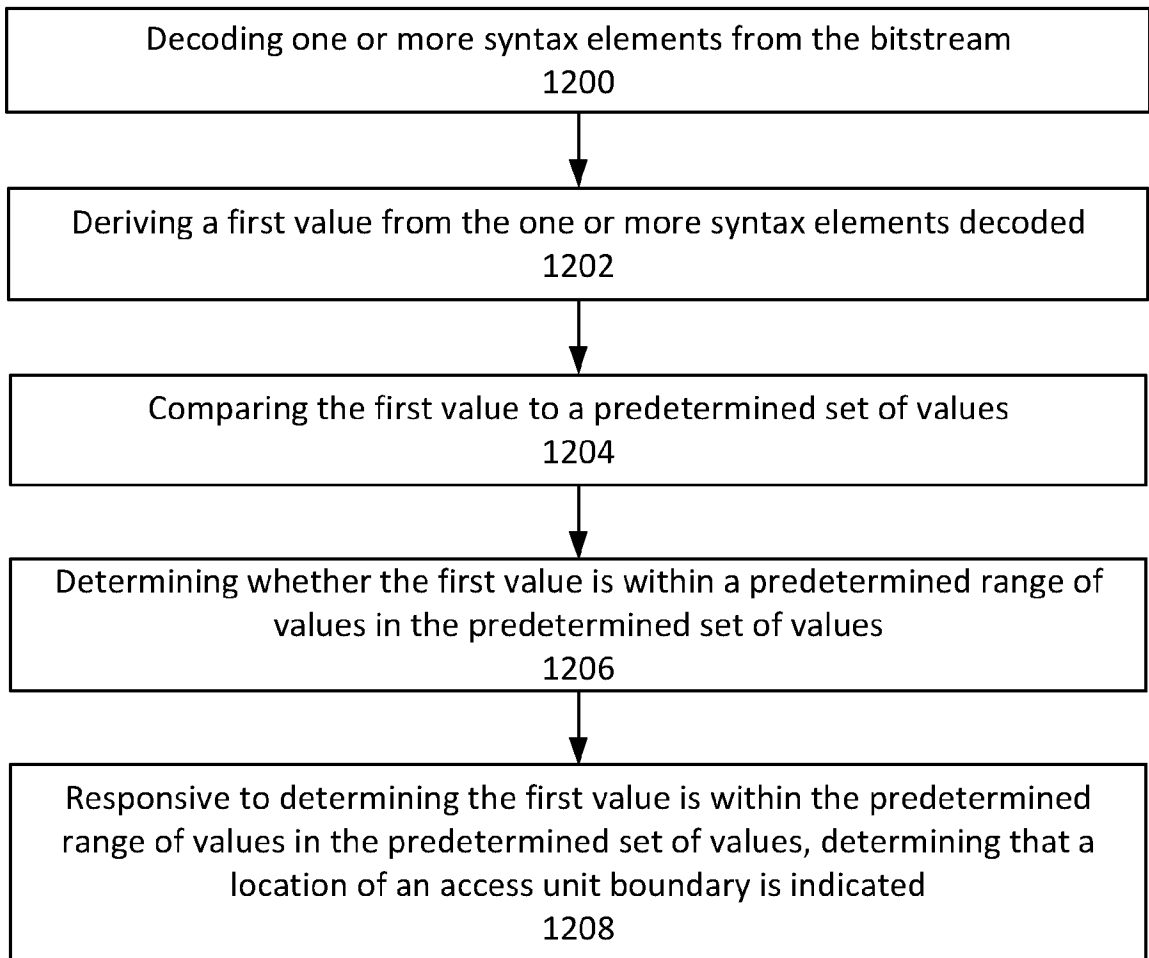 Decoding one or more syntax elements from the bitstream
1200
Deriving a first value from the one or more syntax elements decoded
1202
Comparing the first value to a predetermined set of values
1204
Determining whether the first value is within a predetermined range of
values in the predetermined set of values
1206
Responsive to determining the first value is within the predetermined
range of values in the predetermined set of values, determining that a
location of an access unit boundary is indicated
1208